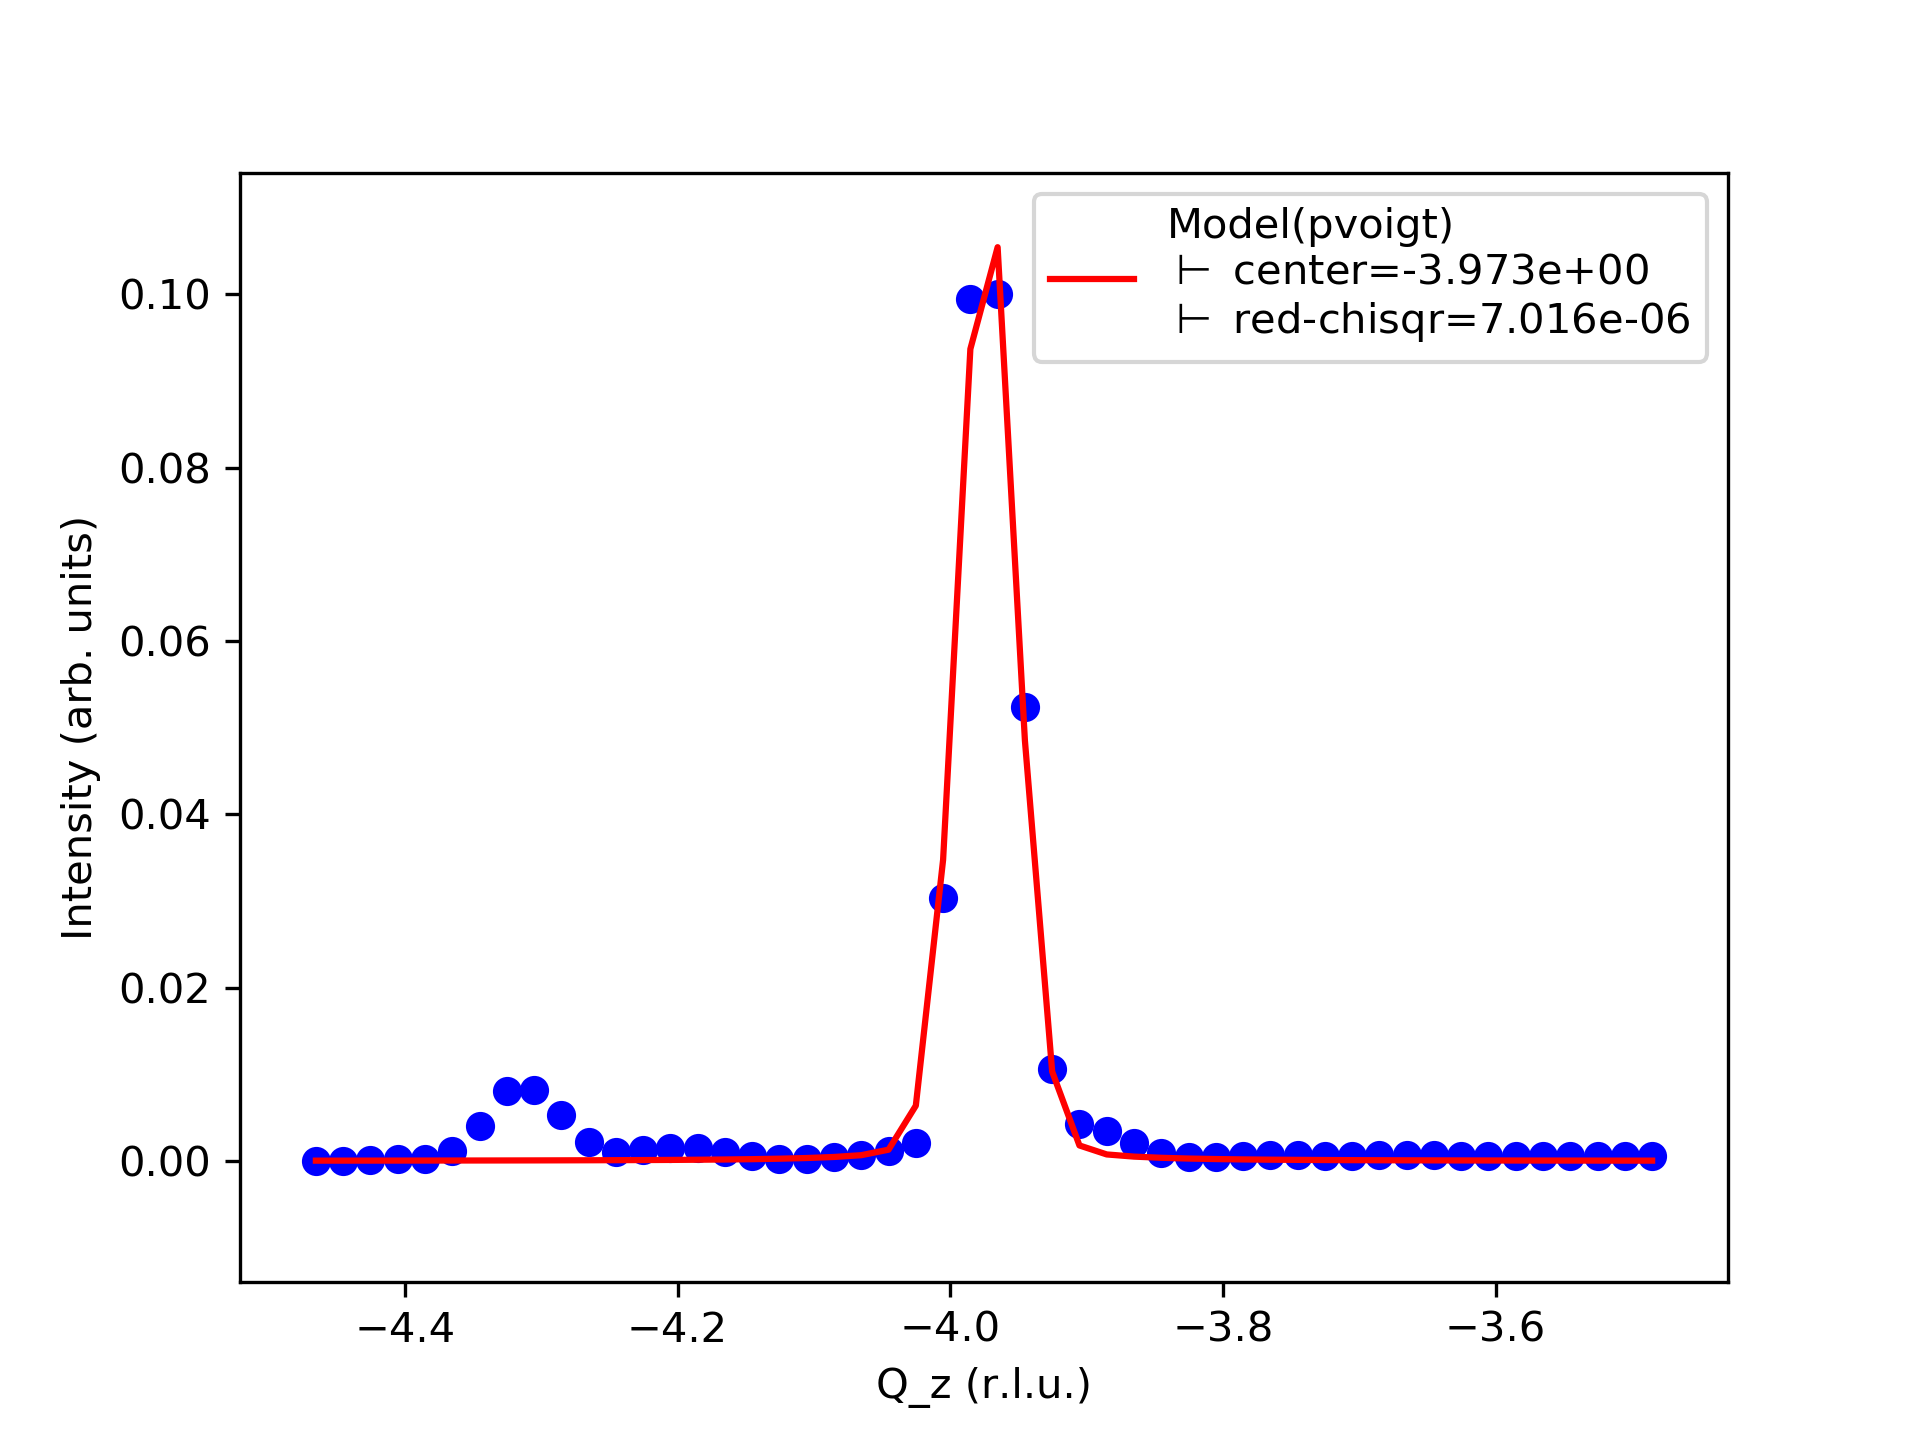 Model(pvoigt)
⊢ center=-3.973e+00
⊢ red-chisqr=7.016e-06
0.10
0.08
0.06
0.04
0.02
0.00
Intensity (arb. units)
−4.4 −4.2 −4.0 −3.8 −3.6
Q_z (r.l.u.)